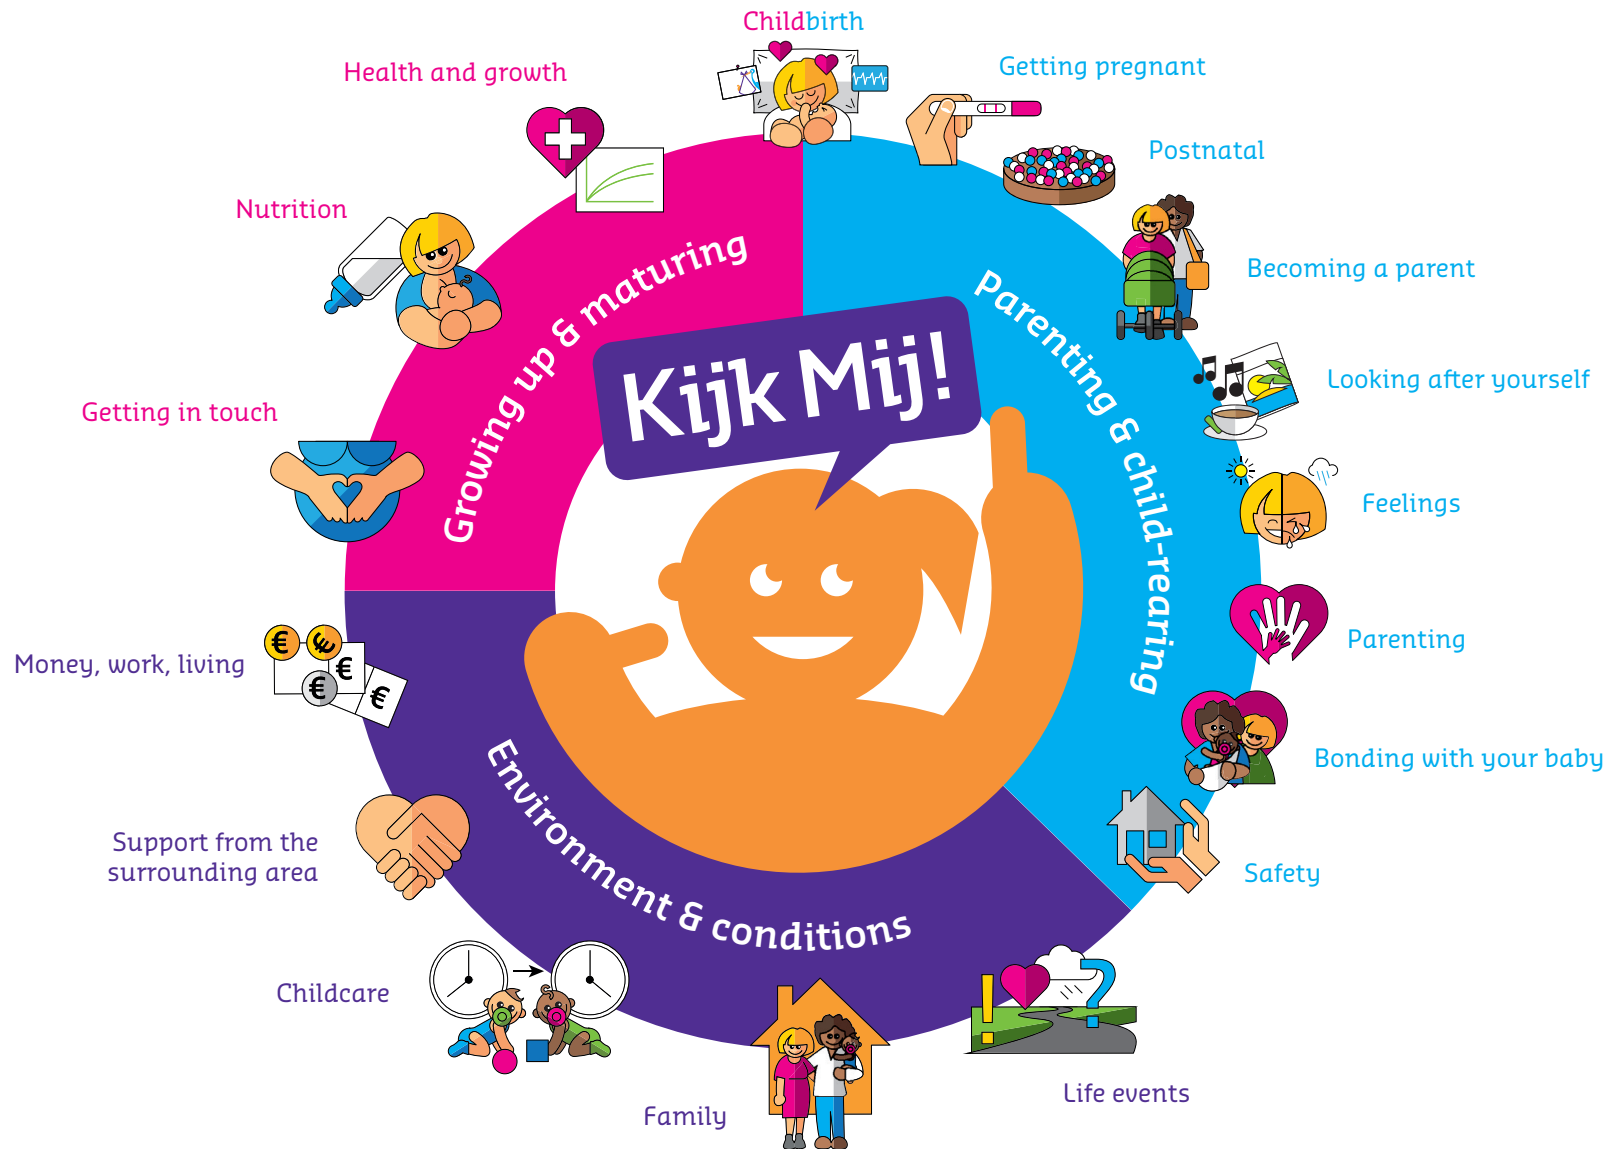 Childbirth
Getting pregnant
Postnatal
Becoming a parent
Looking after yourself
Feelings
Parenting
Bonding with your baby
Safety
Life events
Family
Childcare
Support from the
surrounding area
Money, work, living
Getting in touch
Nutrition
Health and growth
Growing up & maturing
Parenting & child-rearing
Environment & conditions
Kijk Mij!
€
€
€
€
€
!
?